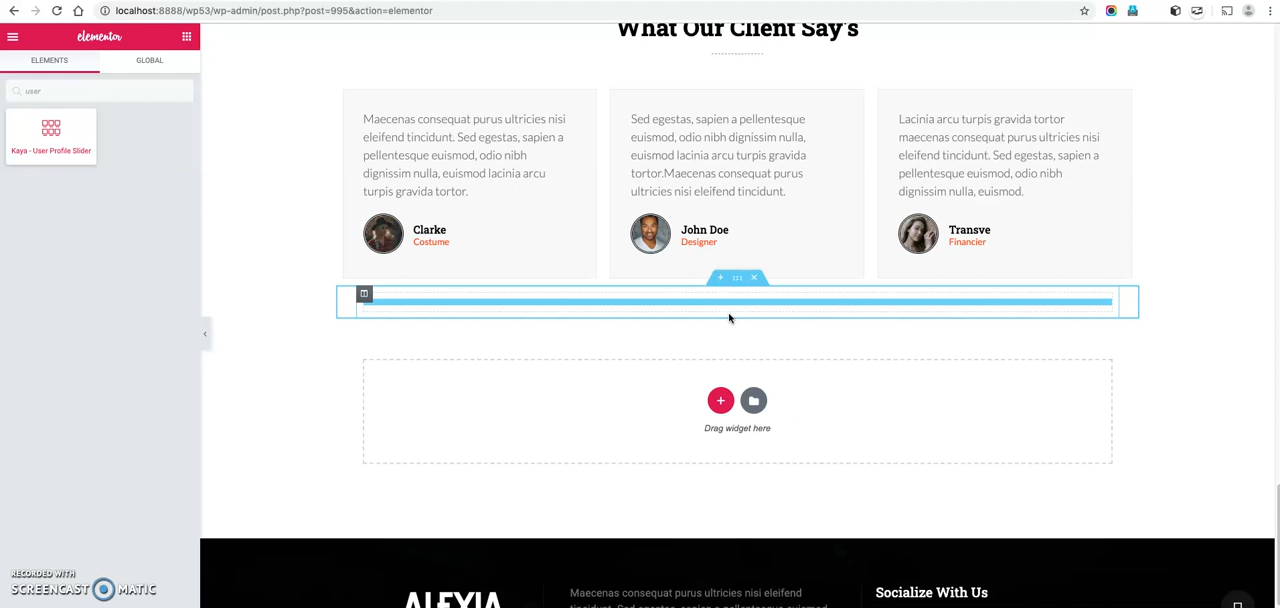 localhost:8888/wp53/wp-admin/post.php?post=995&action=elementor
elementor
ELEMENTS
GLOBAL
user
Kaya - User Profile Slider
What Our Client Say's
Maecenas consequat purus ultricies nisi
eleifend tincidunt. Sed egestas, sapien a
pellentesque euismod, odio nibh
dignissim nulla, euismod lacinia arcu
turpis gravida tortor.
Clarke
Costume
Sed egestas, sapien a pellentesque
euismod, odio nibh dignissim nulla,
euismod lacinia arcu turpis gravida
tortor.Maecenas consequat purus
ultricies nisi eleifend tincidunt.
John Doe
Designer
Lacinia arcu turpis gravida tortor
maecenas consequat purus ultricies nisi
eleifend tincidunt. Sed egestas, sapien a
pellentesque euismod, odio nibh
dignissim nulla, euismod.
Transve
Financier
Drag widget here
RECORDED WITH
SCREENCAST MATIC
ALEXIA
Maecenas consequat purus ultricies nisi eleifend
Socialize With Us